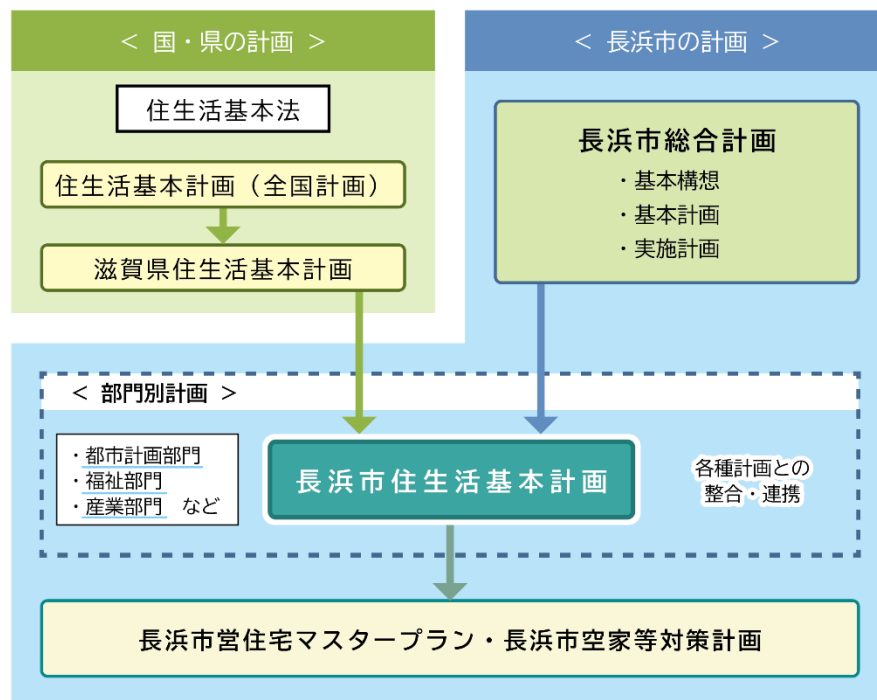 < 国・県の計画 >
住生活基本法
住生活基本計画（全国計画）
滋賀県住生活基本計画
< 長浜市の計画 >
長浜市総合計画
・基本構想
・基本計画
・実施計画
< 部門別計画 >
・都市計画部門
・福祉部門
・産業部門　など
長浜市住生活基本計画
各種計画との
整合・連携
長浜市営住宅マスタープラン・長浜市空家等対策計画